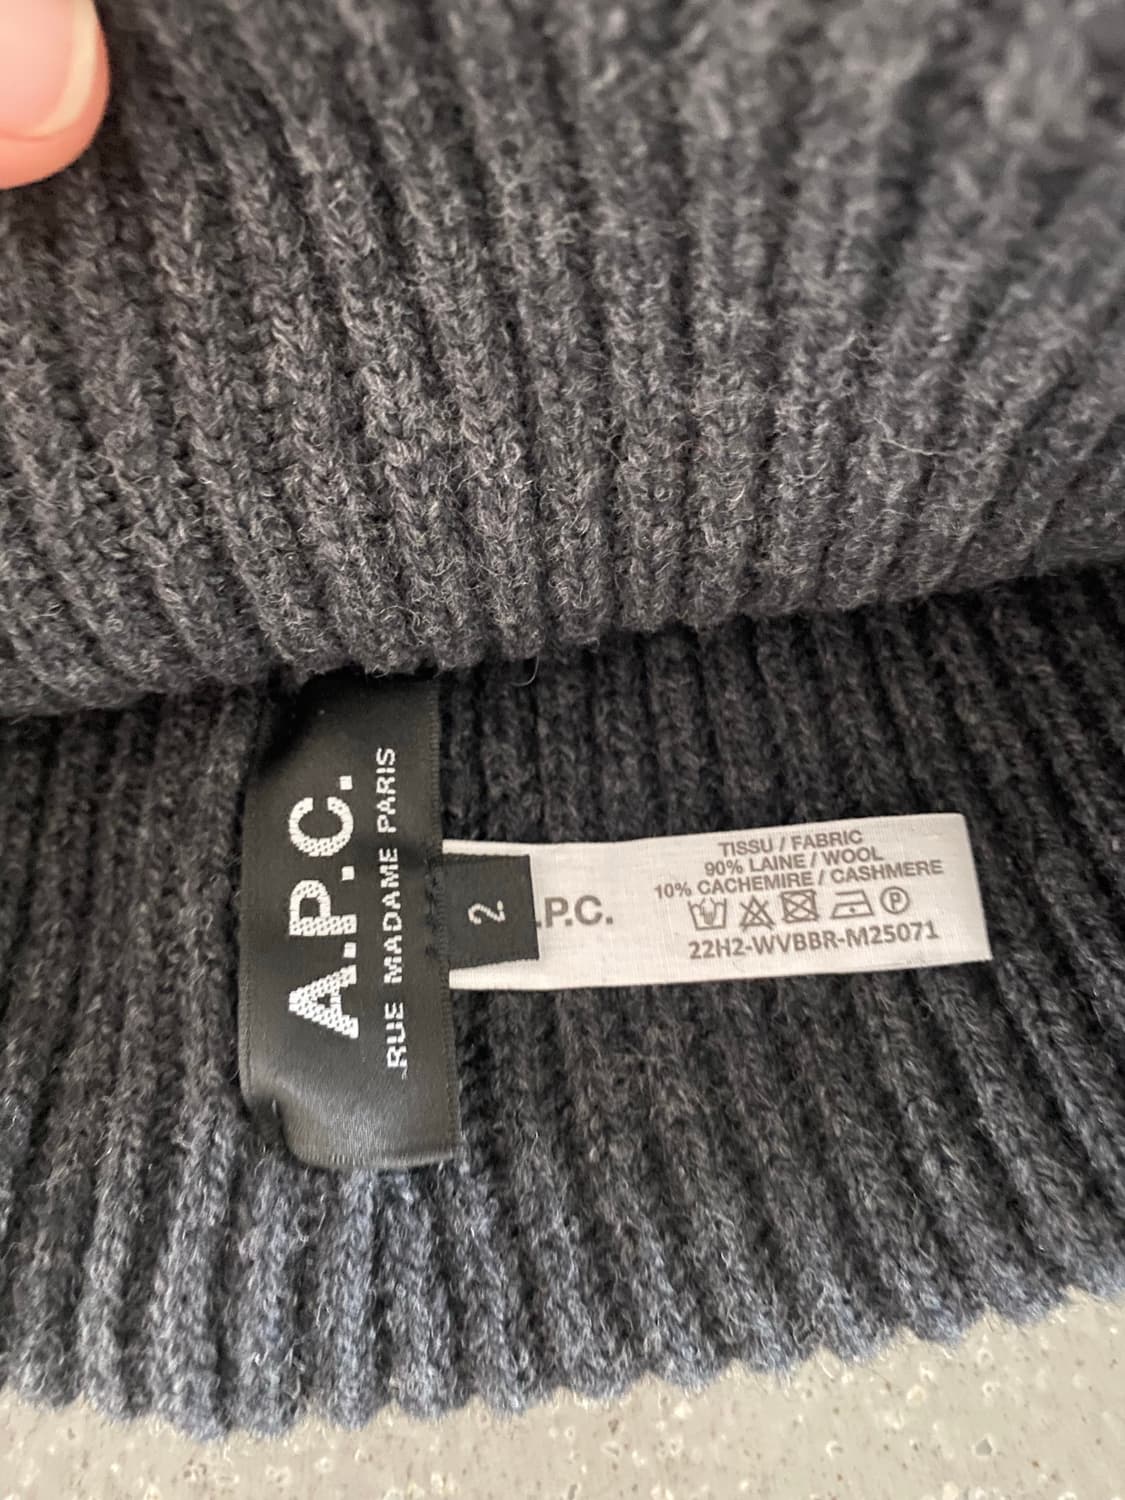 A.P.C.
RUE MADAME PARIS
2
.P.C.
TISSU / FABRIC
90% LAINE / WOOL
10% CACHEMIRE / CASHMERE
P
22H2-WVBBR-M25071